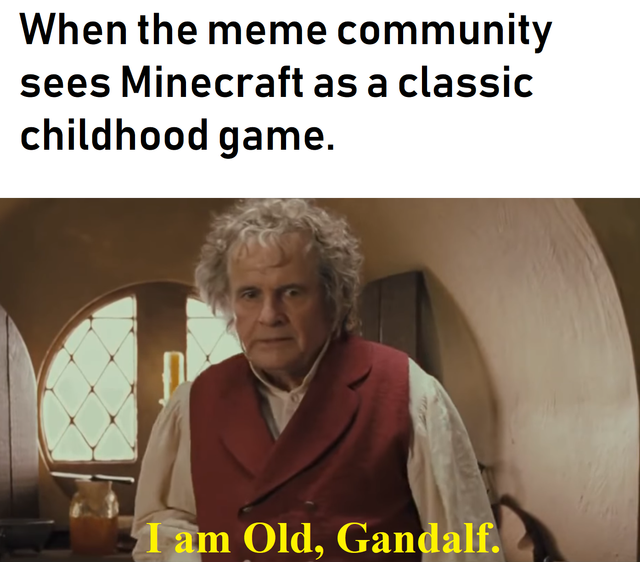 When the meme community
sees Minecraft as a classic
childhood game.
I am Old, Gandalf.